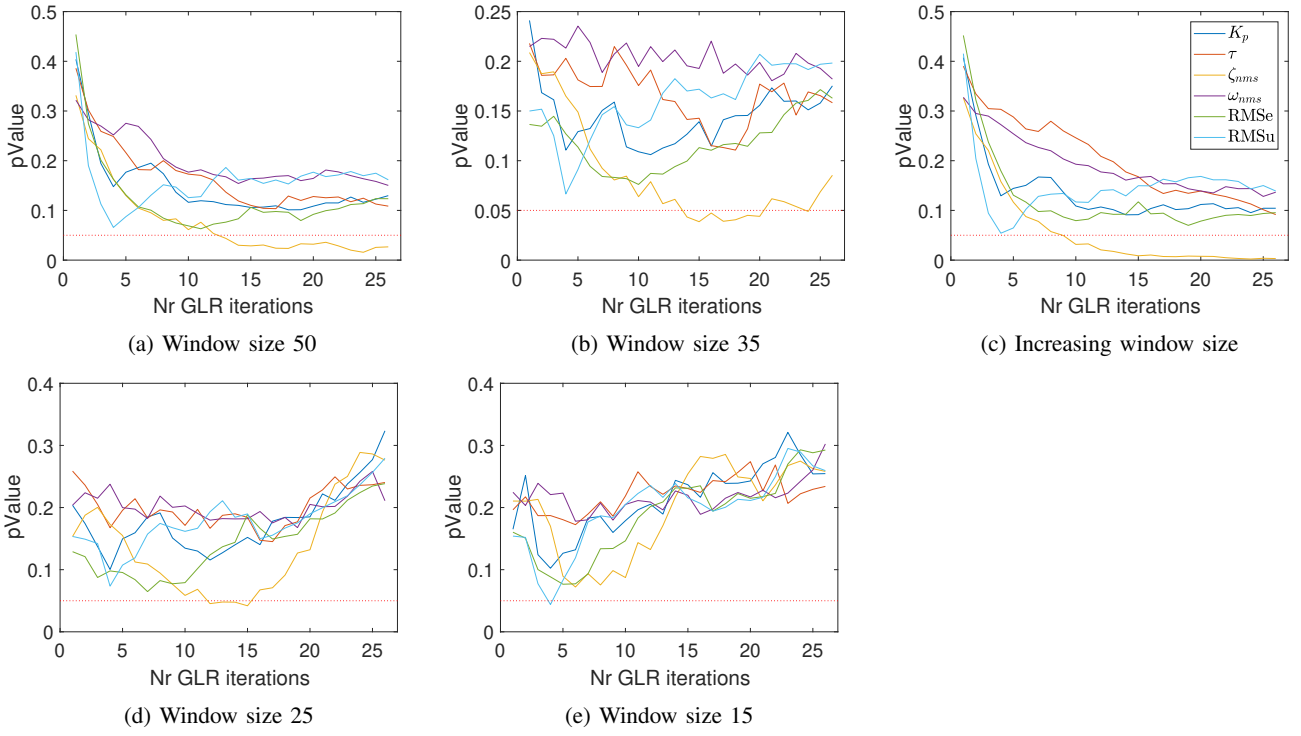 0.5
0.4
0.3
0.2
0.1
0
pValue
0 5 10 15 20 25
Nr GLR iterations
(a) Window size 50
0.25
0.2
0.15
0.1
0.05
0
pValue
0 5 10 15 20 25
Nr GLR iterations
(b) Window size 35
0.5
0.4
0.3
0.2
0.1
0
pValue
0 5 10 15 20 25
Nr GLR iterations
K_p
τ
ζ_nms
ω_nms
RMSe
RMSu
(c) Increasing window size
0.4
0.3
0.2
0.1
0
pValue
0 5 10 15 20 25
Nr GLR iterations
(d) Window size 25
0.4
0.3
0.2
0.1
0
pValue
0 5 10 15 20 25
Nr GLR iterations
(e) Window size 15